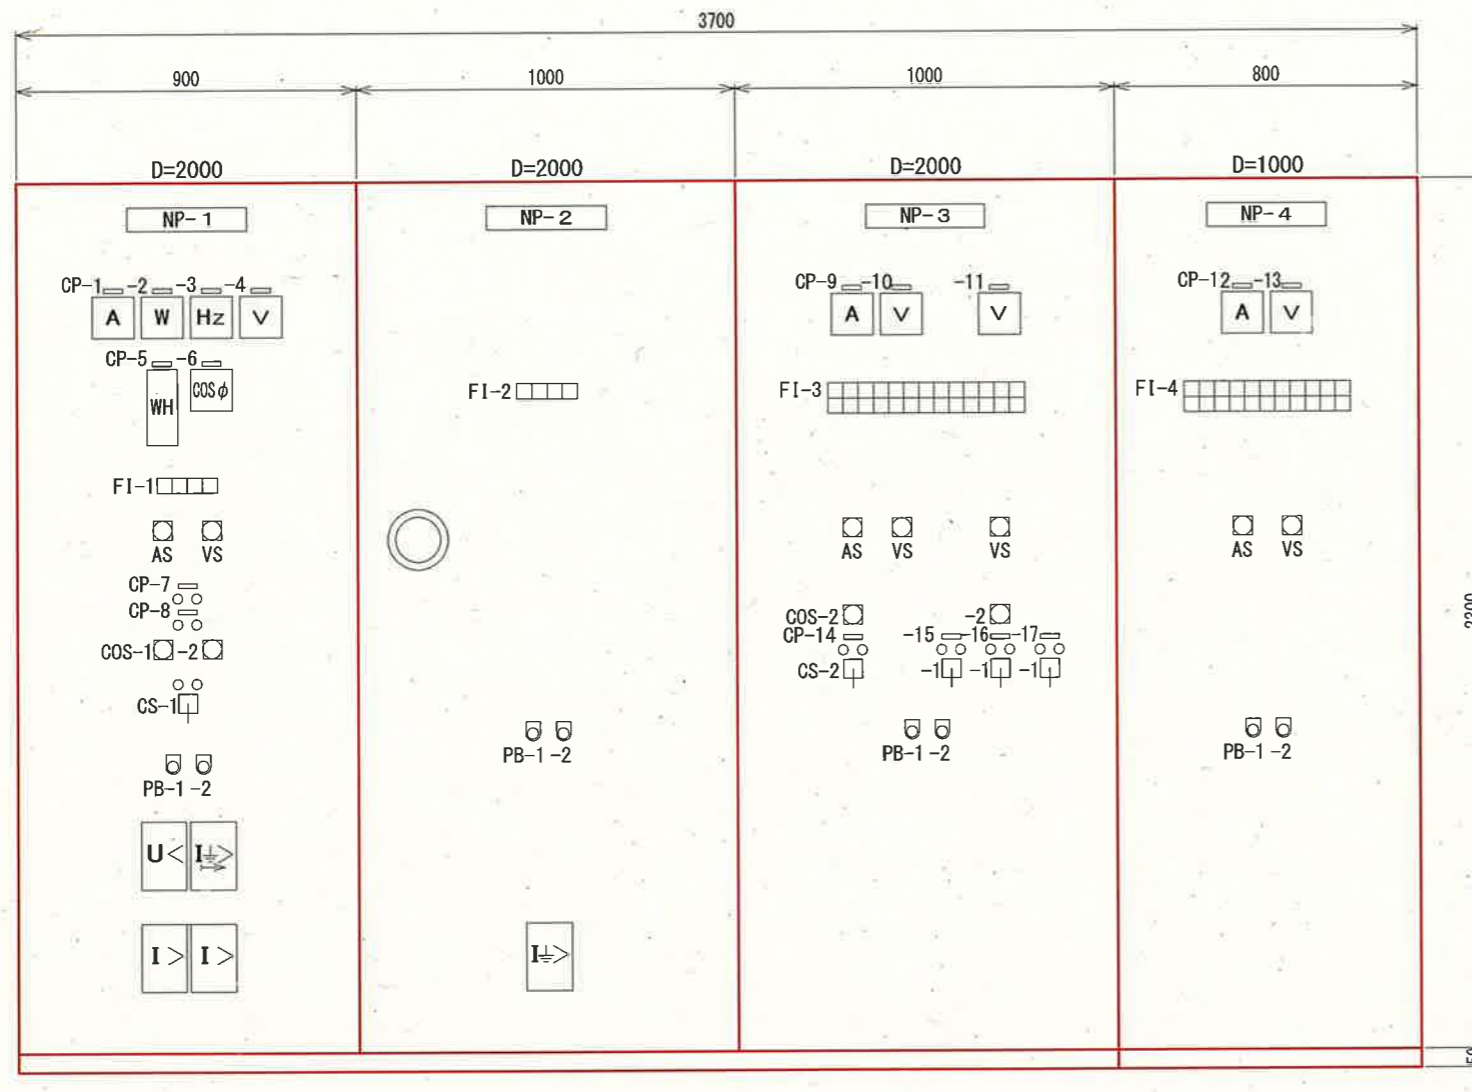 3700
900 1000 1000 800
D=2000 D=2000 D=2000 D=1000
NP-1 NP-2 NP-3 NP-4
CP-1 -2 -3 -4 CP-9 -10 -11 CP-12 -13
A W Hz V A V V A V
CP-5 -6
WH COSφ FI-2 FI-3 FI-4
FI-1
AS VS AS VS VS AS VS
CP-7
CP-8 COS-2 -2
COS-1 -2 CP-14 -15 -16 -17
CS-1 CS-2 -1 -1 -1
PB-1 -2 PB-1 -2 PB-1 -2 PB-1 -2
U< I⏚>
I> I> I⏚>
50